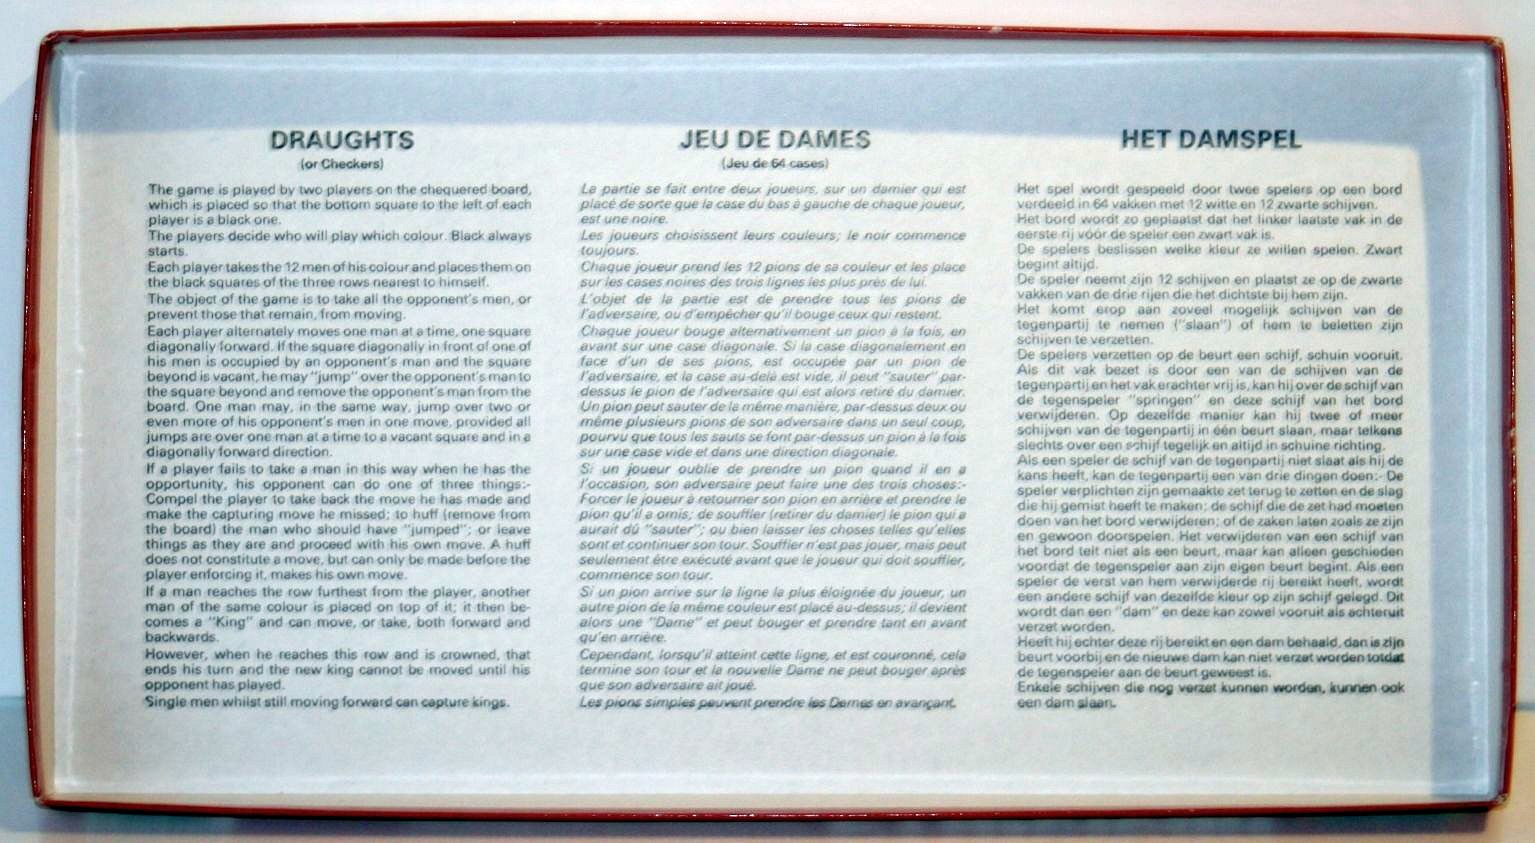 DRAUGHTS
(or Checkers)
The game is played by two players on the chequered board,
which is placed so that the bottom square to the left of each
player is a black one.
The players decide who will play which colour. Black always
starts.
Each player takes the 12 men of his colour and places them on
the black squares of the three rows nearest to himself.
The object of the game is to take all the opponent's men, or
prevent those that remain, from moving.
Each player alternately moves one man at a time, one square
diagonally forward. If the square diagonally in front of one of
his men is occupied by an opponent's man and the square
beyond is vacant, he may "jump" over the opponent's man to
the square beyond and remove the opponent's man from the
board. One man may, in the same way, jump over two or
even more of his opponent's men in one move, provided all
jumps are over one man at a time to a vacant square and in a
diagonally forward direction.
If a player fails to take a man in this way when he has the
opportunity, his opponent can do one of three things:-
Compel the player to take back the move he has made and
make the capturing move he missed; to huff (remove from
the board) the man who should have "jumped"; or leave
things as they are and proceed with his own move. A huff
does not constitute a move, but can only be made before the
player enforcing it, makes his own move.
If a man reaches the row furthest from the player, another
man of the same colour is placed on top of it; it then be-
comes a "King" and can move, or take, both forward and
backwards.
However, when he reaches this row and is crowned, that
ends his turn and the new king cannot be moved until his
opponent has played.
Single men whilst still moving forward can capture kings.
JEU DE DAMES
(Jeu de 64 cases)
La partie se fait entre deux joueurs, sur un damier qui est
placé de sorte que la case du bas à gauche de chaque joueur,
est une noire.
Les joueurs choisissent leurs couleurs; le noir commence
toujours.
Chaque joueur prend les 12 pions de sa couleur et les place
sur les cases noires des trois lignes les plus près de lui.
L'objet de la partie est de prendre tous les pions de
l'adversaire, ou d'empêcher qu'il bouge ceux qui restent.
Chaque joueur bouge alternativement un pion à la fois, en
avant sur une case diagonale. Si la case diagonalement en
face d'un de ses pions, est occupée par un pion de
l'adversaire, et la case au-delà est vide, il peut "sauter" par-
dessus le pion de l'adversaire qui est alors retiré du damier.
Un pion peut sauter de la même manière, par-dessus deux ou
même plusieurs pions de son adversaire dans un seul coup,
pourvu que tous les sauts se font par-dessus un pion à la fois
sur une case vide et dans une direction diagonale.
Si un joueur oublie de prendre un pion quand il en a
l'occasion, son adversaire peut faire une des trois choses:-
Forcer le joueur à retourner son pion en arrière et prendre le
pion qu'il a omis; de souffler (retirer du damier) le pion qui a
aurait dû "sauter"; ou bien laisser les choses telles qu'elles
sont et continuer son tour. Souffler n'est pas jouer, mais peut
seulement être exécuté avant que le joueur qui doit souffler,
commence son tour.
Si un pion arrive sur la ligne la plus éloignée du joueur, un
autre pion de la même couleur est placé au-dessus; il devient
alors une "Dame" et peut bouger et prendre tant en avant
qu'en arrière.
Cependant, lorsqu'il atteint cette ligne, et est couronné, cela
termine son tour et la nouvelle Dame ne peut bouger après
que son adversaire ait joué.
Les pions simples peuvent prendre les Dames en avançant.
HET DAMSPEL
Het spel wordt gespeeld door twee spelers op een bord
verdeeld in 64 vakken met 12 witte en 12 zwarte schijven.
Het bord wordt zo geplaatst dat het linker laatste vak in de
eerste rij vóór de speler een zwart vak is.
De spelers beslissen welke kleur ze willen spelen. Zwart
begint altijd.
De speler neemt zijn 12 schijven en plaatst ze op de zwarte
vakken van de drie rijen die het dichtste bij hem zijn.
Het komt erop aan zoveel mogelijk schijven van de
tegenpartij te nemen ("slaan") of hem te beletten zijn
schijven te verzetten.
De spelers verzetten op de beurt een schijf, schuin vooruit.
Als dit vak bezet is door een van de schijven van de
tegenpartij en het vak erachter vrij is, kan hij over de schijf van
de tegenspeler "springen" en deze schijf van het bord
verwijderen. Op dezelfde manier kan hij twee of meer
schijven van de tegenpartij in één beurt slaan, maar telkens
slechts over een schijf tegelijk en altijd in schuine richting.
Als een speler de schijf van de tegenpartij niet slaat als hij de
kans heeft, kan de tegenpartij een van drie dingen doen:- De
speler verplichten zijn gemaakte zet terug te zetten en de slag
die hij gemist heeft te maken; de schijf die de zet had moeten
doen van het bord verwijderen; of de zaken laten zoals ze zijn
en gewoon doorspelen. Het verwijderen van een schijf van
het bord telt niet als een beurt, maar kan alleen geschieden
voordat de tegenspeler aan zijn eigen beurt begint. Als een
speler de verst van hem verwijderde rij bereikt heeft, wordt
een andere schijf van dezelfde kleur op zijn schijf gelegd. Dit
wordt dan een "dam" en deze kan zowel vooruit als achteruit
verzet worden.
Heeft hij echter deze rij bereikt en een dam behaald, dan is zijn
beurt voorbij en de nieuwe dam kan niet verzet worden totdat
de tegenspeler aan de beurt geweest is.
Enkele schijven die nog verzet kunnen worden, kunnen ook
een dam slaan.